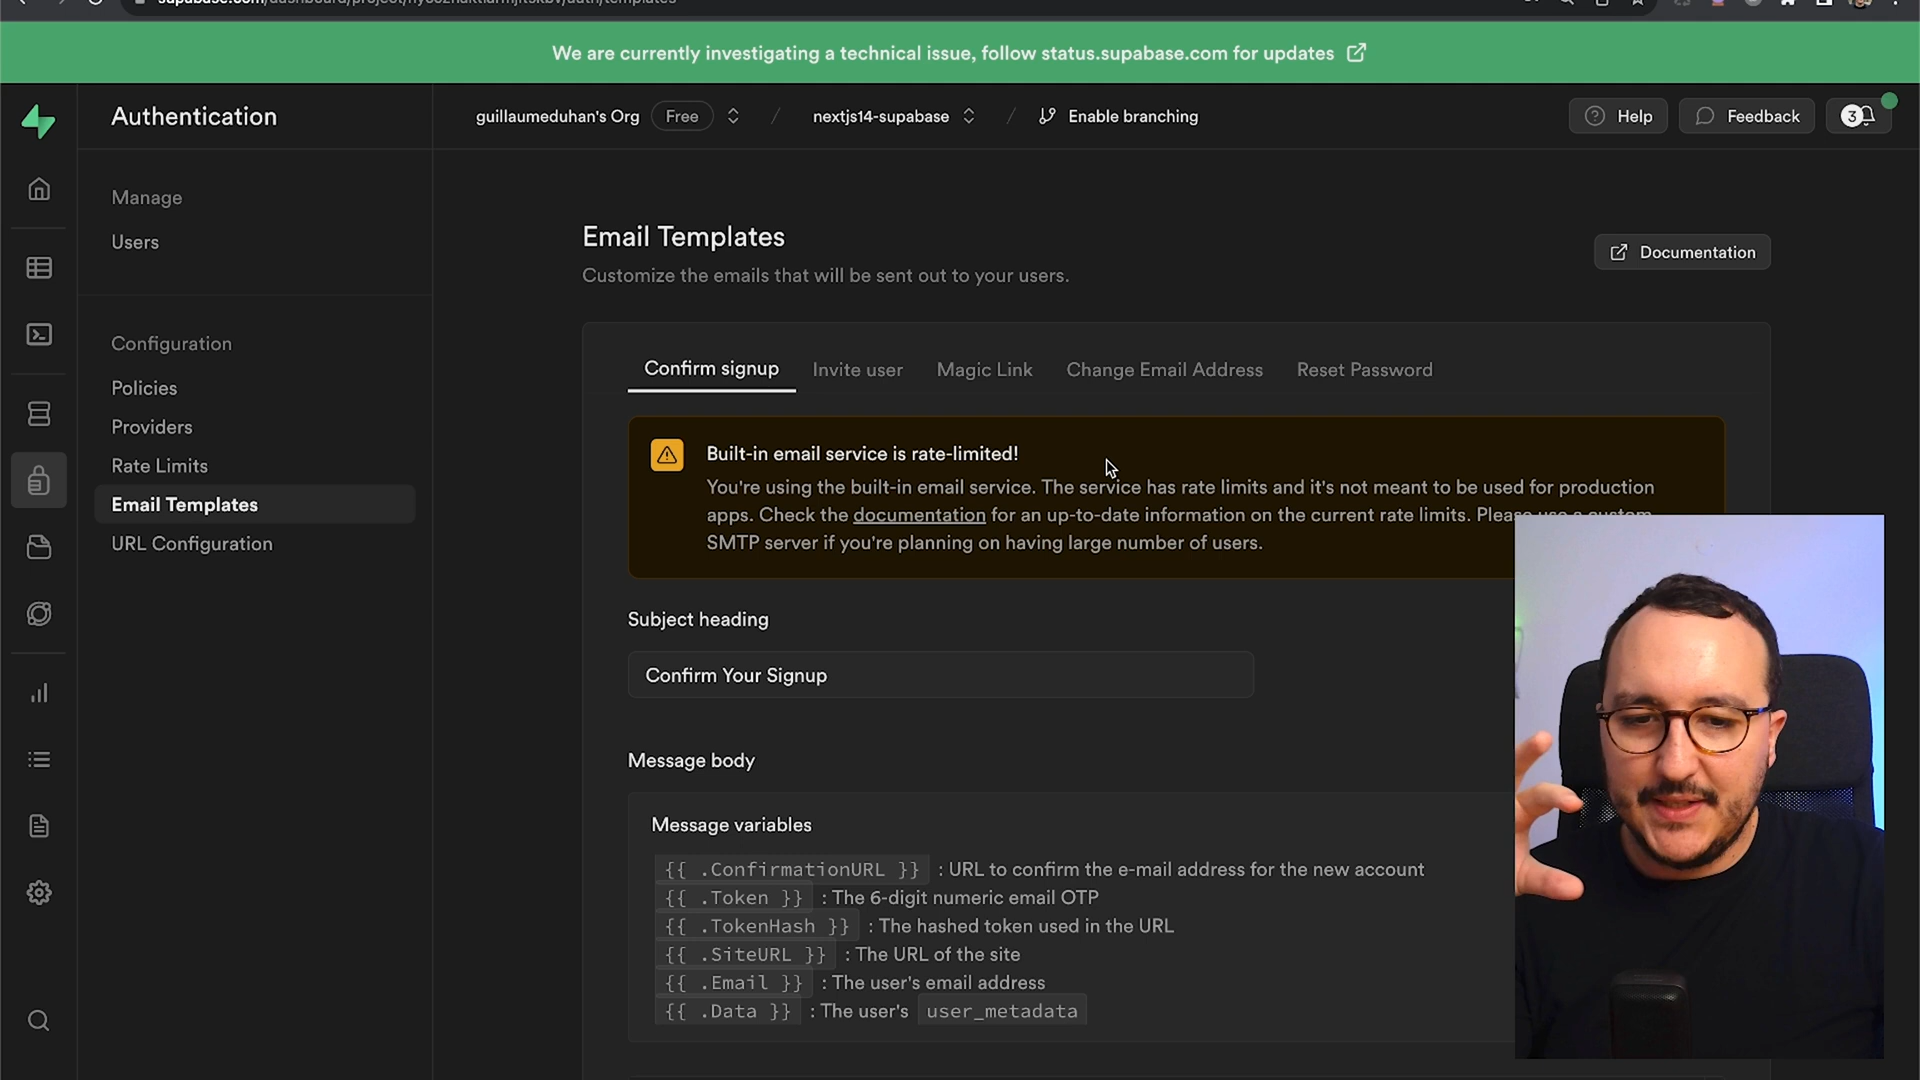 We are currently investigating a technical issue, follow status.supabase.com for updates
Authentication
guillaumeduhan's Org Free / nextjs14-supabase / Enable branching
Help
Feedback
3
Manage
Users
Configuration
Policies
Providers
Rate Limits
Email Templates
URL Configuration
Email Templates
Customize the emails that will be sent out to your users.
Documentation
Confirm signup
Invite user
Magic Link
Change Email Address
Reset Password
Built-in email service is rate-limited!
You're using the built-in email service. The service has rate limits and it's not meant to be used for production
apps. Check the documentation for an up-to-date information on the current rate limits. Please use a custom
SMTP server if you're planning on having large number of users.
Subject heading
Confirm Your Signup
Message body
Message variables
{{ .ConfirmationURL }} : URL to confirm the e-mail address for the new account
{{ .Token }} : The 6-digit numeric email OTP
{{ .TokenHash }} : The hashed token used in the URL
{{ .SiteURL }} : The URL of the site
{{ .Email }} : The user's email address
{{ .Data }} : The user's user_metadata